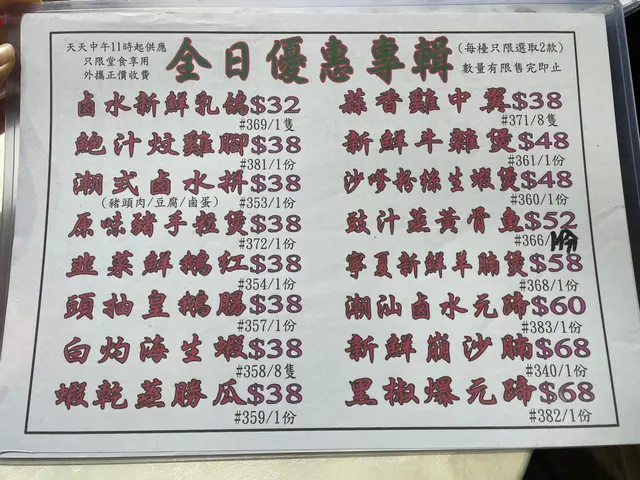 天天中午11時起供應
只限堂食享用
外攜正價收費
全日優惠專輯
(每檯只限選取2款)
數量有限售完即止
鹵水新鮮乳鴿$32
#369/1隻
鮑汁炆雞腳$38
#381/1份
潮式鹵水拼$38
(豬頭肉/豆腐/鹵蛋)
#353/1份
原味豬手粒煲$38
#372/1份
韭菜鮮鵝红$38
#354/1份
頭抽皇鵝腸$38
#357/1份
白灼海生蝦$38
#358/8隻
蝦乾蒸勝瓜$38
#359/1份
蒜香雞中翼$38
#371/8隻
新鮮牛雜煲$48
#361/1份
沙嗲粉絲生蝦煲$48
#360/1份
豉汁蒸黃骨魚$52
#366/1份
寧夏新鮮羊腩煲$58
#368/1份
潮汕鹵水元蹄$60
#383/1份
新鮮崩沙腩$68
#340/1份
黑椒爆元蹄$68
#382/1份